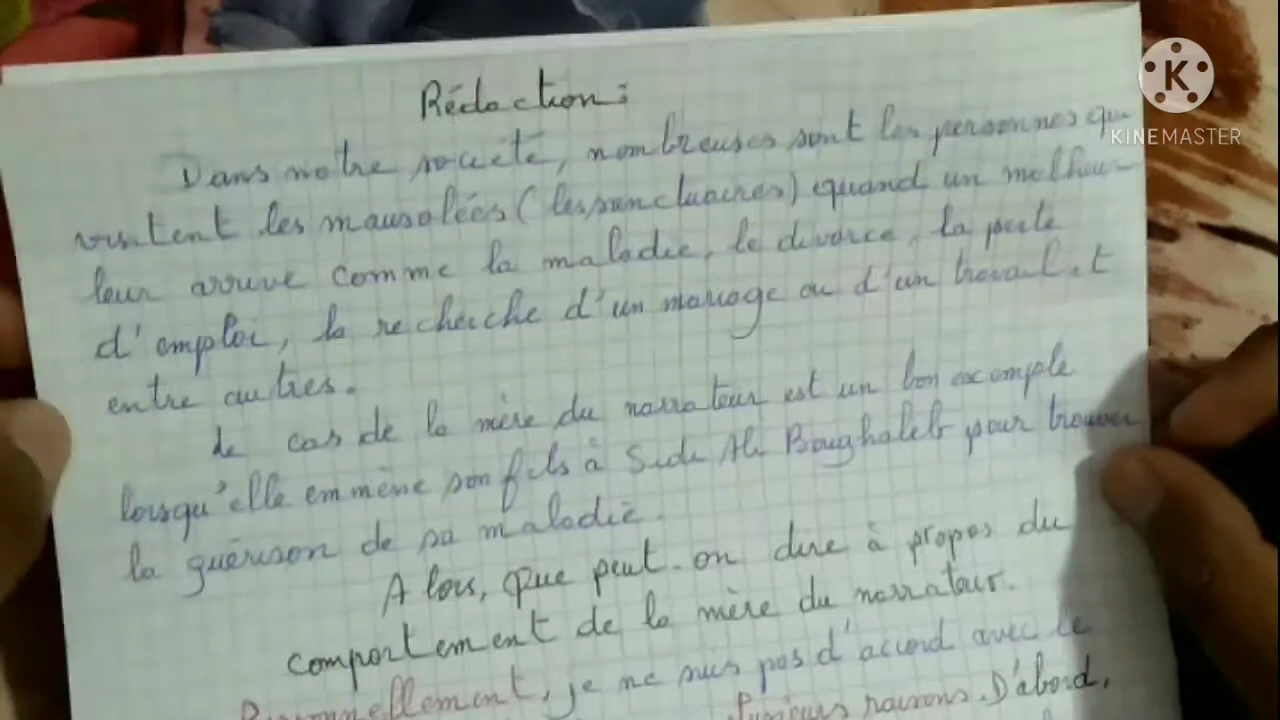 Rédaction:
Dans notre société, nombreuses sont les personnes qui
visitent les mausolées (les sanctuaires) quand un malheur
leur arrive comme la maladie, le divorce, la perte
d'emploi, la recherche d'un mariage ou d'un travail et
entre autres.
Le cas de la mère du narrateur est un bon exemple
lorsqu'elle emmène son fils à Sidi Ali Boughaleb pour trouver
la guérison de sa maladie.
Alors, que peut-on dire à propos du
comportement de la mère du narrateur.
Personnellement, je ne suis pas d'accord avec le
plusieurs raisons. D'abord,
K
KINEMASTER